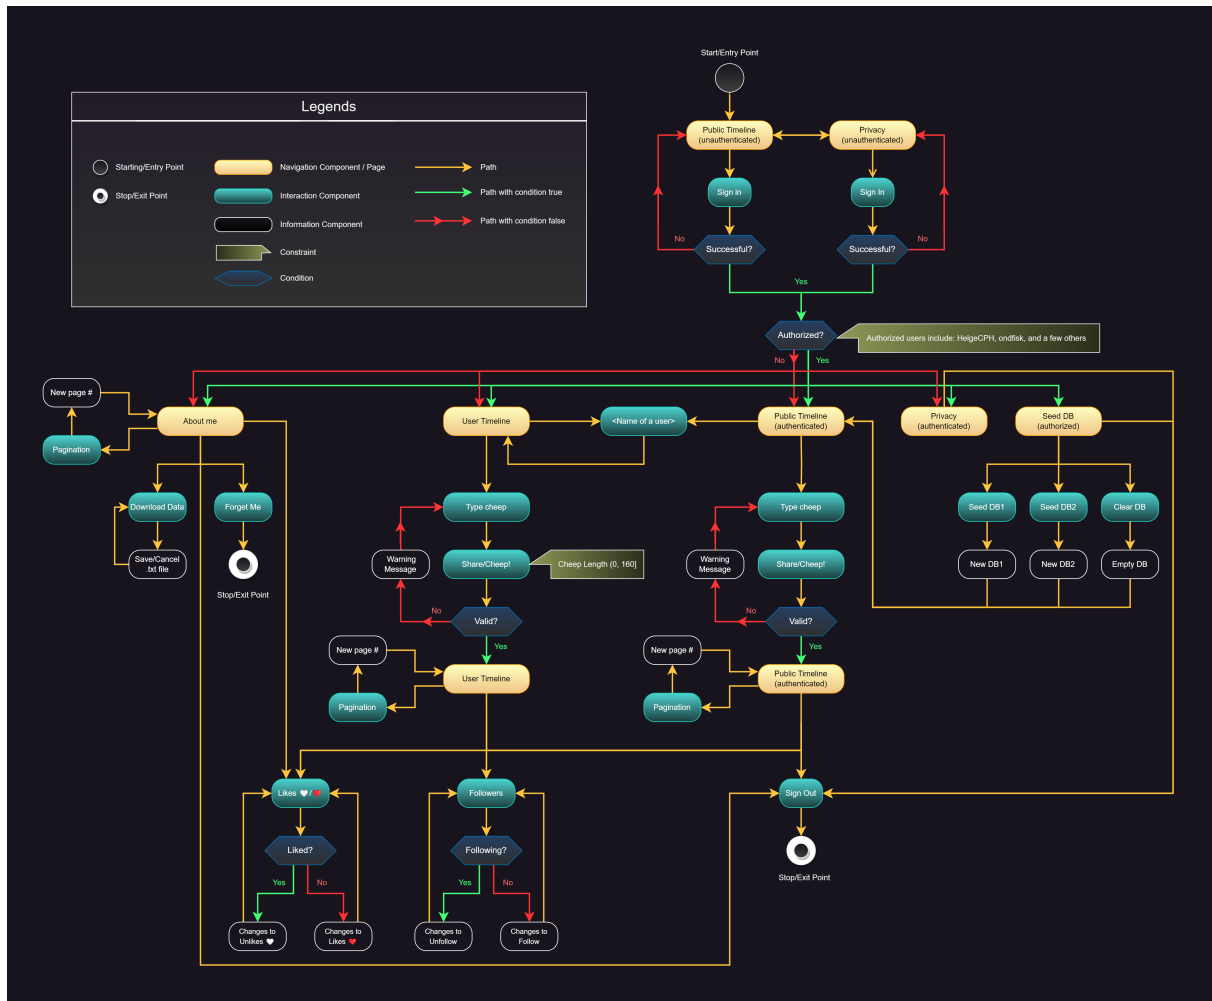 Start/Entry Point
Legends
Starting/Entry Point
Navigation Component / Page
Path
Stop/Exit Point
Interaction Component
Path with condition true
Information Component
Path with condition false
Constraint
Condition
Public Timeline
(unauthenticated)
Privacy
(unauthenticated)
Sign in
Sign In
No
Successful?
Successful?
No
Yes
Authorized?
Authorized users include: HelgeCPH, ondfisk, and a few others
No
Yes
New page #
About me
Pagination
User Timeline
<Name of a user>
Public Timeline
(authenticated)
Privacy
(authenticated)
Seed DB
(authorized)
Download Data
Forget Me
Type cheep
Type cheep
Seed DB1
Seed DB2
Clear DB
Save/Cancel
.txt file
Stop/Exit Point
Warning
Message
Share/Cheep!
Cheep Length (0, 160]
Warning
Message
Share/Cheep!
New DB1
New DB2
Empty DB
No
Valid?
Yes
No
Valid?
Yes
New page #
User Timeline
Pagination
New page #
Public Timeline
(authenticated)
Pagination
Likes 🤍/❤️
Followers
Sign Out
Liked?
Following?
Stop/Exit Point
Yes
No
Yes
No
Changes to
Unlikes 🤍
Changes to
Likes ❤️
Changes to
Unfollow
Changes to
Follow